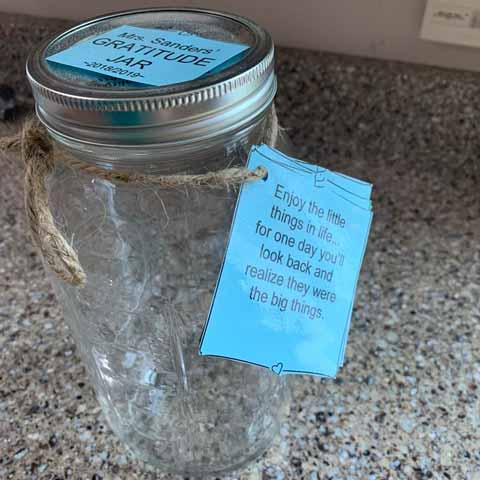 Mrs. Sanders'
GRATITUDE
JAR
~2018/2019~
Enjoy the little
things in life...
for one day you'll
look back and
realize they were
the big things.